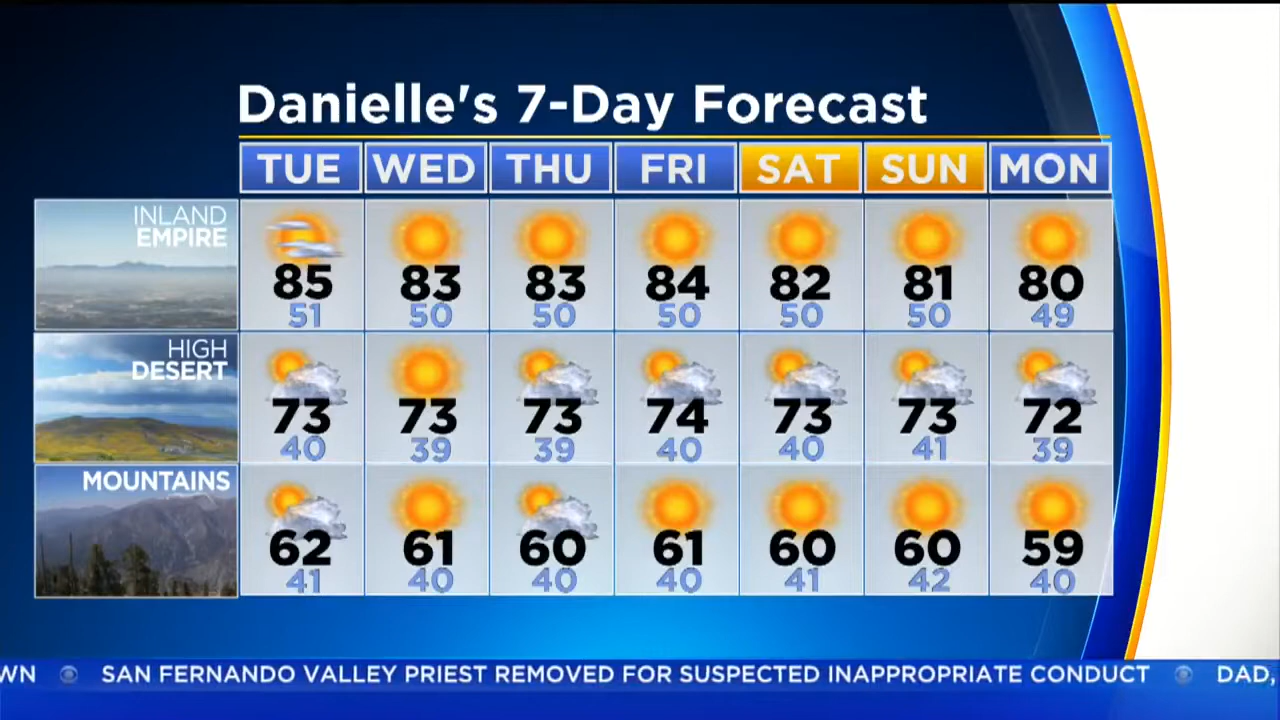 Danielle's 7-Day Forecast
TUE WED THU FRI SAT SUN MON
INLAND
EMPIRE
85 83 83 84 82 81 80
51 50 50 50 50 50 49
HIGH
DESERT
73 73 73 74 73 73 72
40 39 39 40 40 41 39
MOUNTAINS
62 61 60 61 60 60 59
41 40 40 40 41 42 40
WN SAN FERNANDO VALLEY PRIEST REMOVED FOR SUSPECTED INAPPROPRIATE CONDUCT DAD,